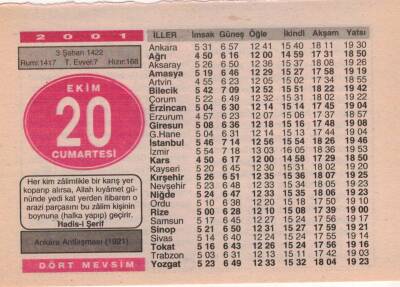 2001
3 Şaban 1422
Rumi:1417 T. Evvel:7 Hızır:168
EKİM
20
CUMARTESİ
Her kim zâlimlikle bir karış yer
koparıp alırsa, Allah kıyâmet gü-
nünde yedi kat yerden itibaren o
arazi parçasını bu zâlim kişinin
boynuna (halka yapıp) geçirir.
Hadis-i Şerif
Ankara Antlaşması (1921)
DÖRT MEVSİM
İLLER İmsak Güneş Öğle İkindi Akşam Yatsı
Ankara 5 31 6 57 12 41 15 40 18 11 19 30
Ağrı 4 50 6 16 12 00 14 59 17 31 18 50
Aksaray 5 26 6 50 12 36 15 37 18 08 19 25
Amasya 5 19 6 46 12 29 15 27 17 58 19 19
Artvin 4 55 6 23 12 05 15 02 17 34 18 55
Bilecik 5 42 7 09 12 52 15 51 18 22 19 42
Çorum 5 22 6 49 12 32 15 31 18 02 19 22
Erzincan 5 04 6 30 12 14 15 14 17 45 19 04
Erzurum 4 57 6 23 12 07 15 06 17 37 18 57
Giresun 5 08 6 36 12 18 15 16 17 48 19 08
G.Hane 5 04 6 31 12 14 15 13 17 44 19 04
İstanbul 5 46 7 14 12 56 15 54 18 26 19 46
İzmir 5 54 7 18 13 03 16 05 18 36 19 53
Kars 4 50 6 17 12 00 14 58 17 29 18 50
Kayseri 5 20 6 45 12 30 15 31 18 02 19 20
Kırşehir 5 26 6 51 12 35 15 36 18 07 19 25
Nevşehir 5 23 6 48 12 33 15 34 18 05 19 23
Niğde 5 24 6 47 12 33 15 35 18 06 19 23
Ordu 5 10 6 38 12 20 15 18 17 50 19 10
Rize 5 00 6 28 12 10 15 08 17 39 19 00
Samsun 5 17 6 45 12 27 15 25 17 56 19 17
Sinop 5 21 6 50 12 31 15 27 17 59 19 21
Sivas 5 14 6 40 12 24 15 24 17 55 19 14
Tokat 5 16 6 43 12 26 15 24 17 56 19 16
Trabzon 5 03 6 31 12 13 15 11 17 42 19 03
Yozgat 5 23 6 49 12 33 15 32 18 04 19 23